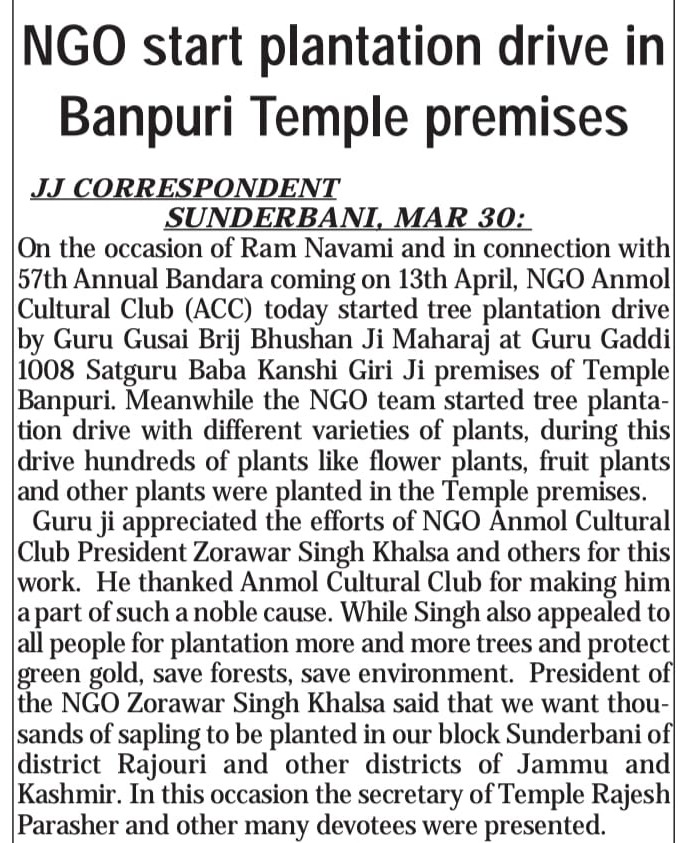 NGO start plantation drive in
Banpuri Temple premises
JJ CORRESPONDENT
SUNDERBANI, MAR 30:
On the occasion of Ram Navami and in connection with
57th Annual Bandara coming on 13th April, NGO Anmol
Cultural Club (ACC) today started tree plantation drive
by Guru Gusai Brij Bhushan Ji Maharaj at Guru Gaddi
1008 Satguru Baba Kanshi Giri Ji premises of Temple
Banpuri. Meanwhile the NGO team started tree planta-
tion drive with different varieties of plants, during this
drive hundreds of plants like flower plants, fruit plants
and other plants were planted in the Temple premises.
Guru ji appreciated the efforts of NGO Anmol Cultural
Club President Zorawar Singh Khalsa and others for this
work. He thanked Anmol Cultural Club for making him
a part of such a noble cause. While Singh also appealed to
all people for plantation more and more trees and protect
green gold, save forests, save environment. President of
the NGO Zorawar Singh Khalsa said that we want thou-
sands of sapling to be planted in our block Sunderbani of
district Rajouri and other districts of Jammu and
Kashmir. In this occasion the secretary of Temple Rajesh
Parasher and other many devotees were presented.